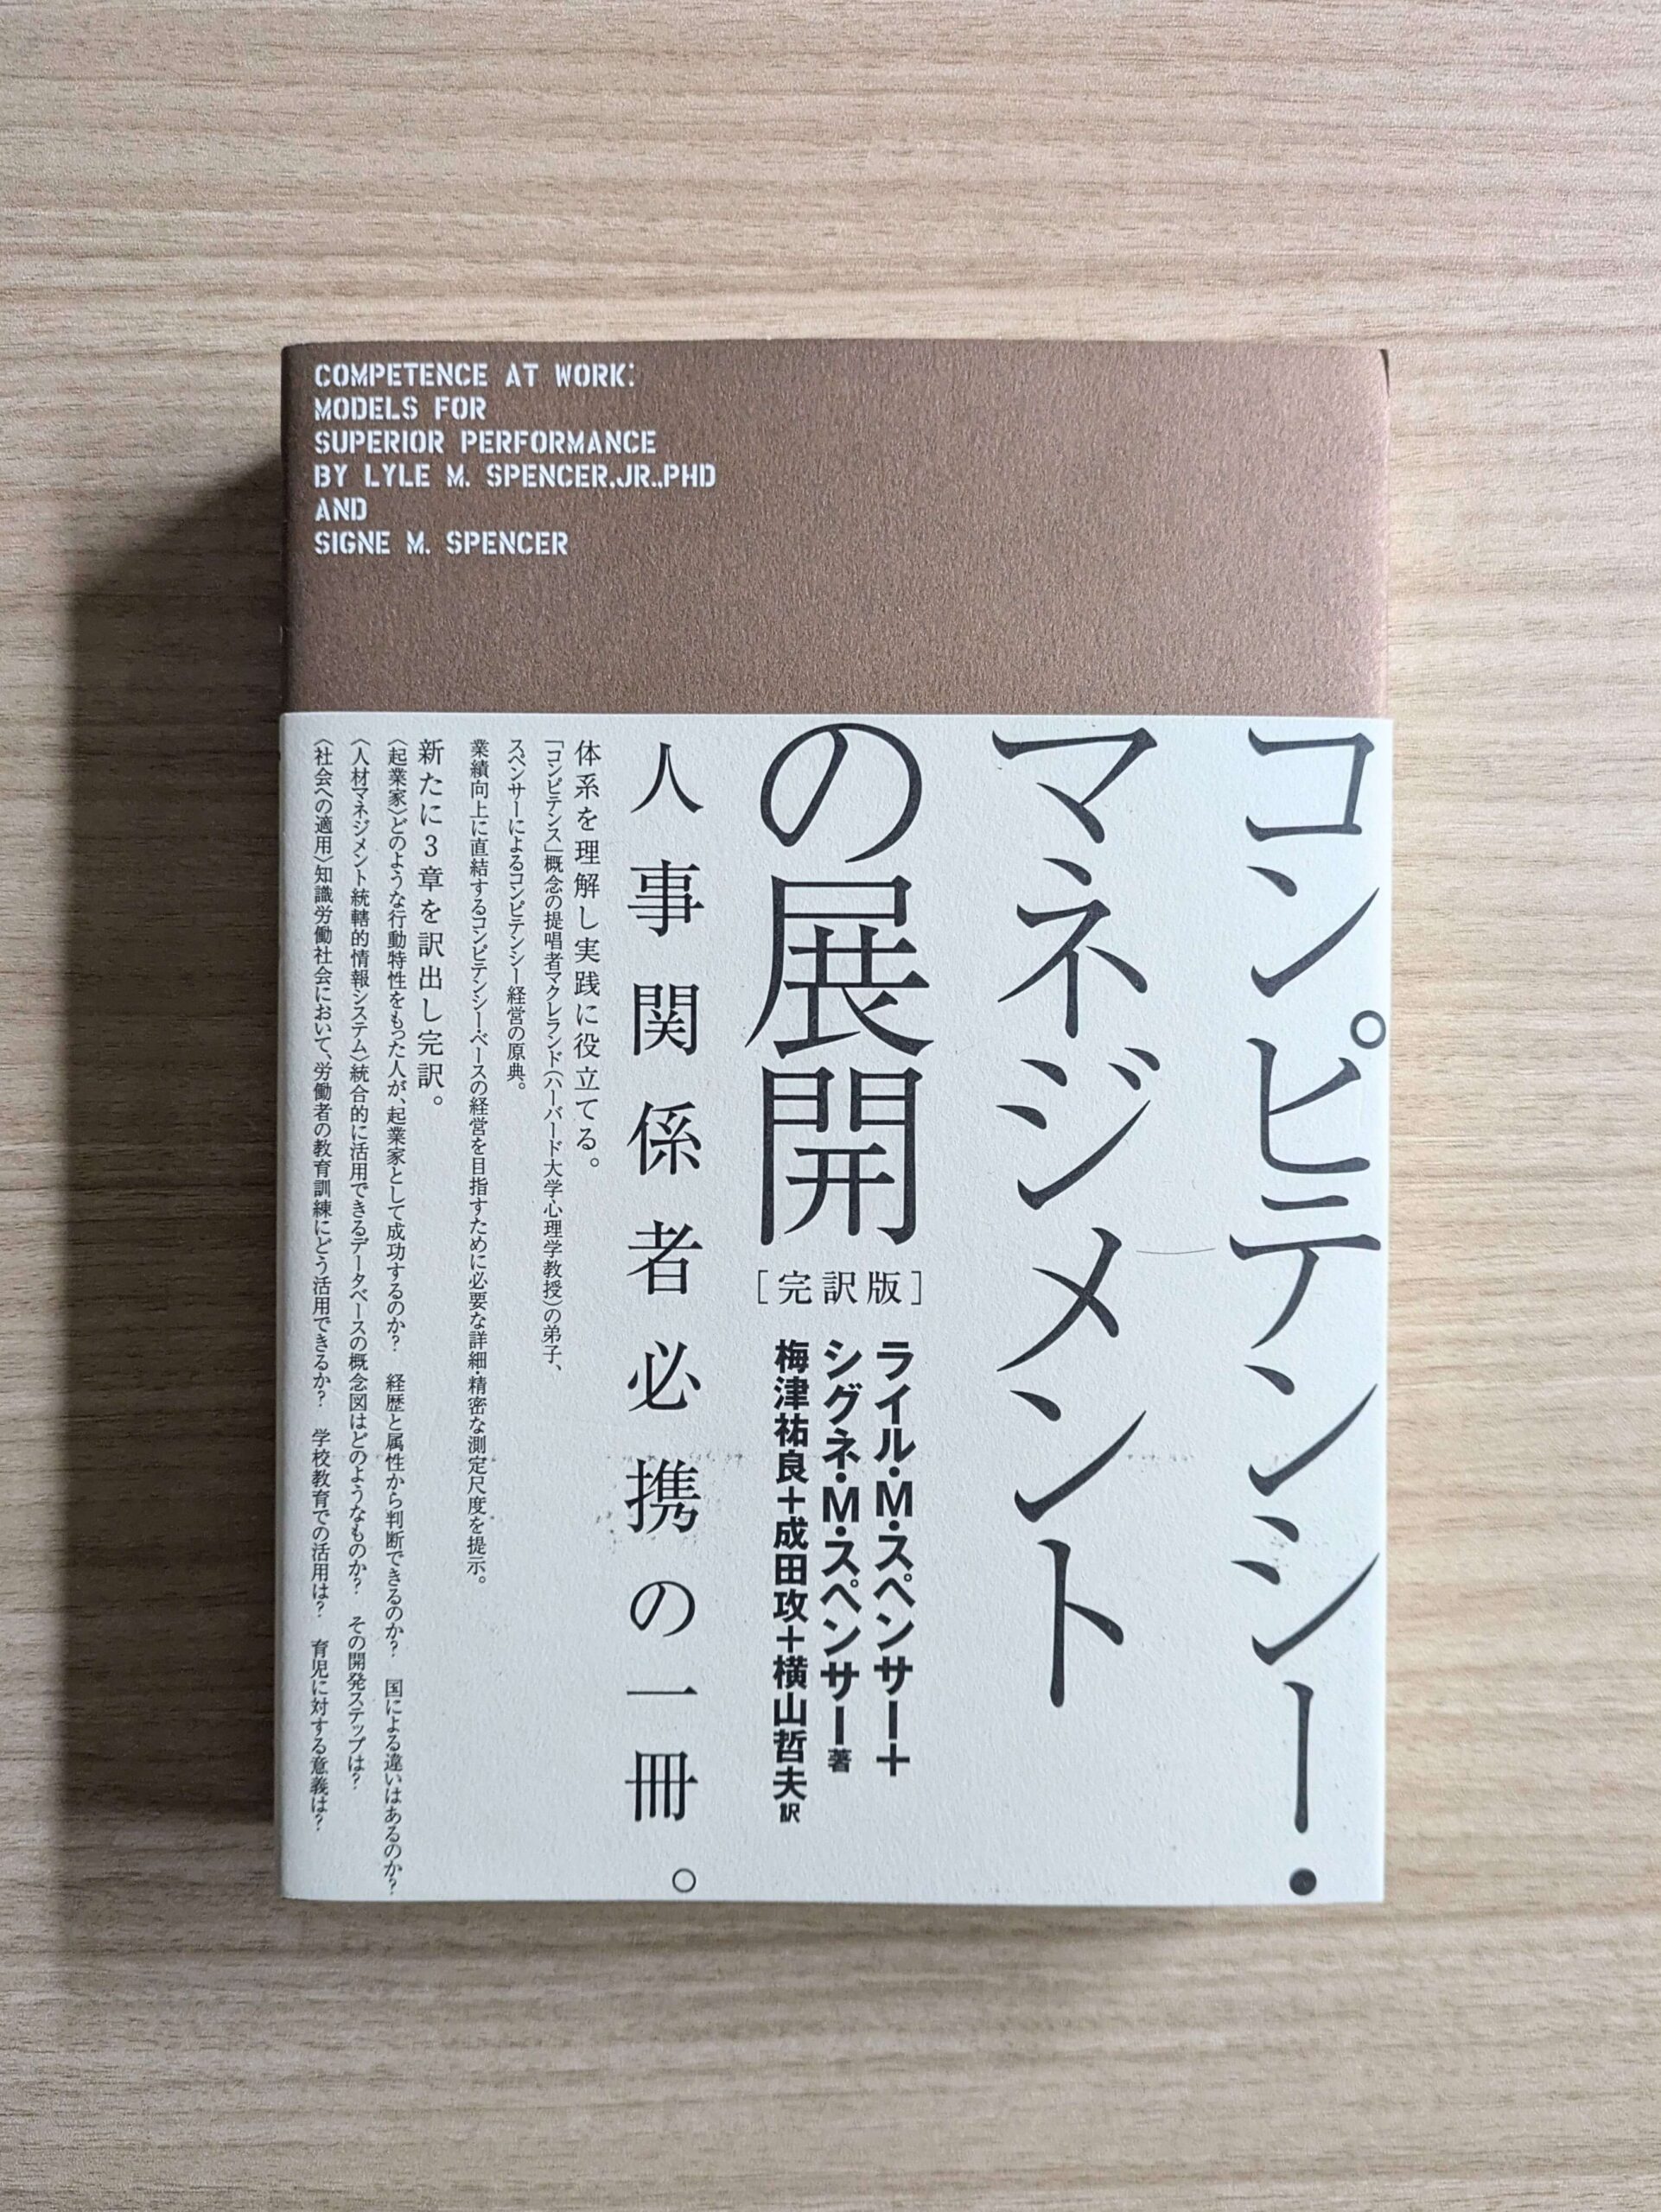 COMPETENCE AT WORK:
MODELS FOR
SUPERIOR PERFORMANCE
BY LYLE M. SPENCER,JR.,PHD
AND
SIGNE M. SPENCER
コンピテンシー・
マネジメント
の展開[完訳版]
ライル・M・スペンサー+
シグネ・M・スペンサー著
梅津祐良+成田攻+横山哲夫訳
人事関係者必携の一冊。
体系を理解し実践に役立てる。
「コンピテンス」概念の提唱者マクレランド(ハーバード大学心理学教授)の弟子、
スペンサーによるコンピテンシー経営の原典。
業績向上に直結するコンピテンシー・ベースの経営を目指すために必要な詳細・精密な測定尺度を提示。
新たに3章を訳出し完訳。
〈起業家〉どのような行動特性をもった人が、起業家として成功するのか? 経歴と属性から判断できるのか? 国による違いはあるのか?
〈人材マネジメント統轄的情報システム〉統合的に活用できるデータベースの概念図はどのようなものか? その開発ステップは?
〈社会への適用〉知識労働社会において、労働者の教育訓練にどう活用できるか? 学校教育での活用は? 育児に対する意義は?